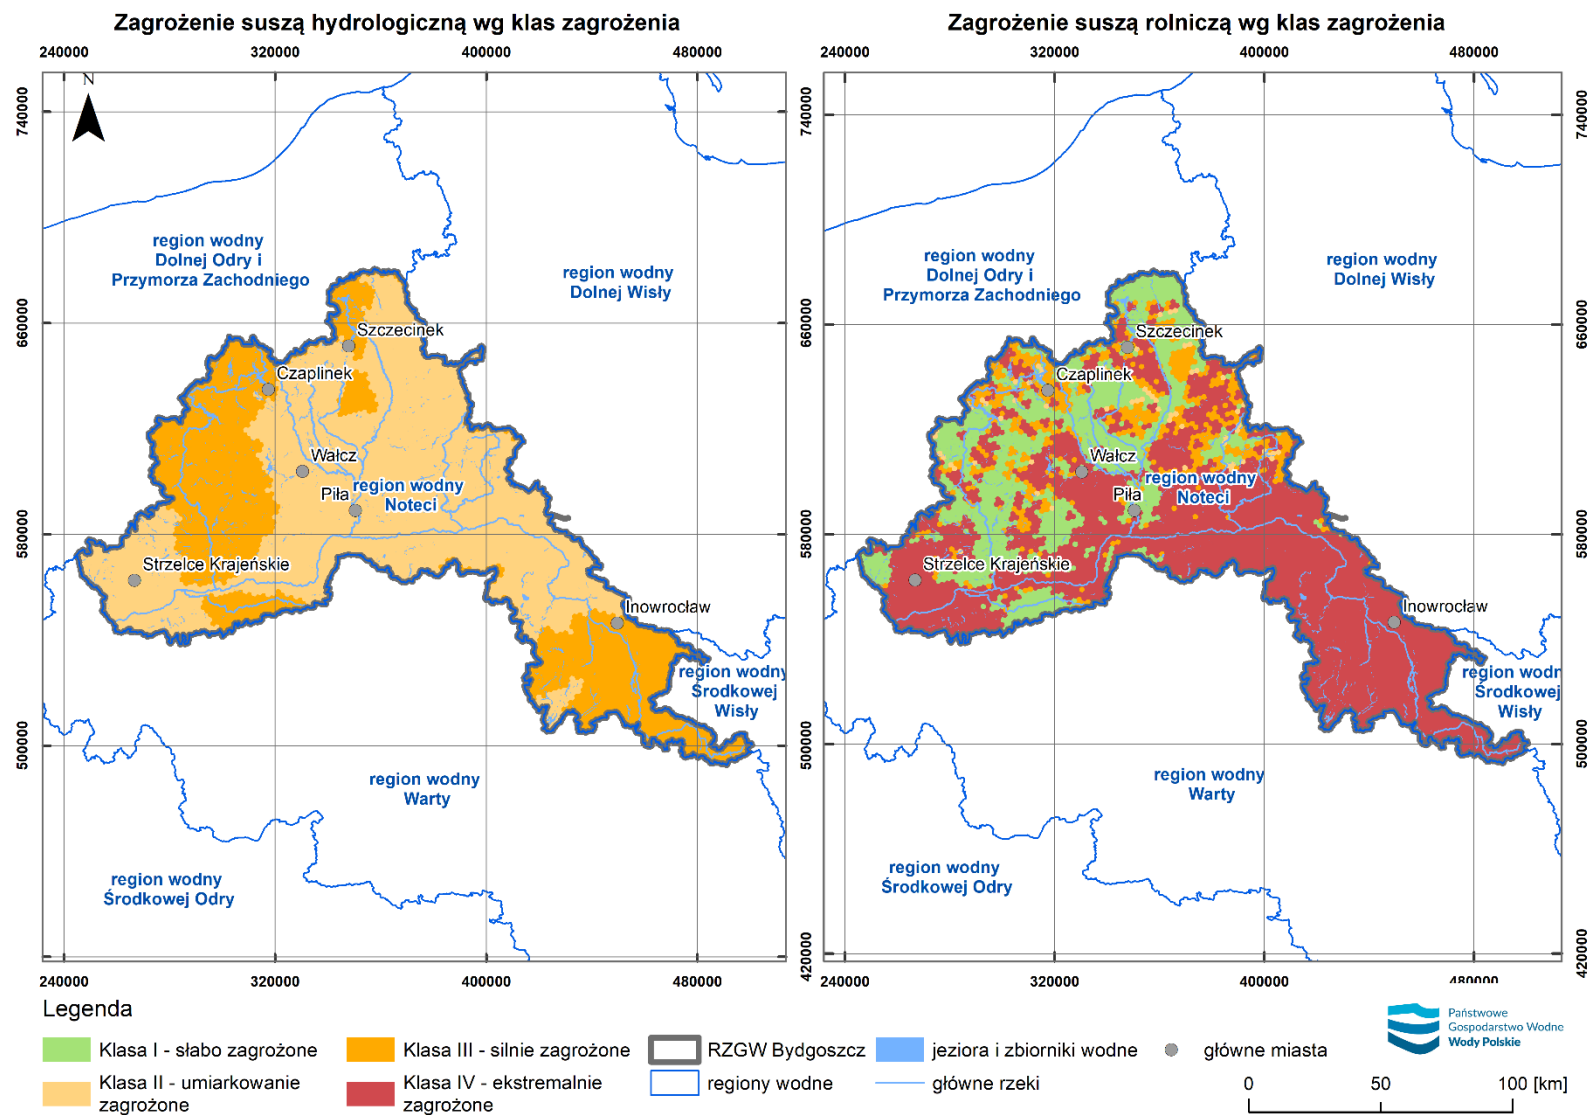 Zagrożenie suszą hydrologiczną wg klas zagrożenia
240000
320000
400000
480000
N
740000
660000
580000
500000
420000
region wodny
Dolnej Odry i
Przymorza Zachodniego
region wodny
Dolnej Wisły
Szczecinek
Czaplinek
Wałcz
Piła
region wodny
Noteci
Strzelce Krajeńskie
Inowrocław
region wodny
Środkowej
Wisły
region wodny
Warty
region wodny
Środkowej Odry
240000
320000
400000
480000
Zagrożenie suszą rolniczą wg klas zagrożenia
240000
320000
400000
480000
740000
660000
580000
500000
420000
region wodny
Dolnej Odry i
Przymorza Zachodniego
region wodny
Dolnej Wisły
Szczecinek
Czaplinek
Wałcz
Piła
region wodny
Noteci
Strzelce Krajeńskie
Inowrocław
region wodn
Środkowej
Wisły
region wodny
Warty
region wodny
Środkowej Odry
240000
320000
400000
480000
Legenda
Klasa I - słabo zagrożone
Klasa II - umiarkowanie
zagrożone
Klasa III - silnie zagrożone
Klasa IV - ekstremalnie
zagrożone
RZGW Bydgoszcz
regiony wodne
jeziora i zbiorniki wodne
główne rzeki
główne miasta
Państwowe
Gospodarstwo Wodne
Wody Polskie
0
50
100 [km]